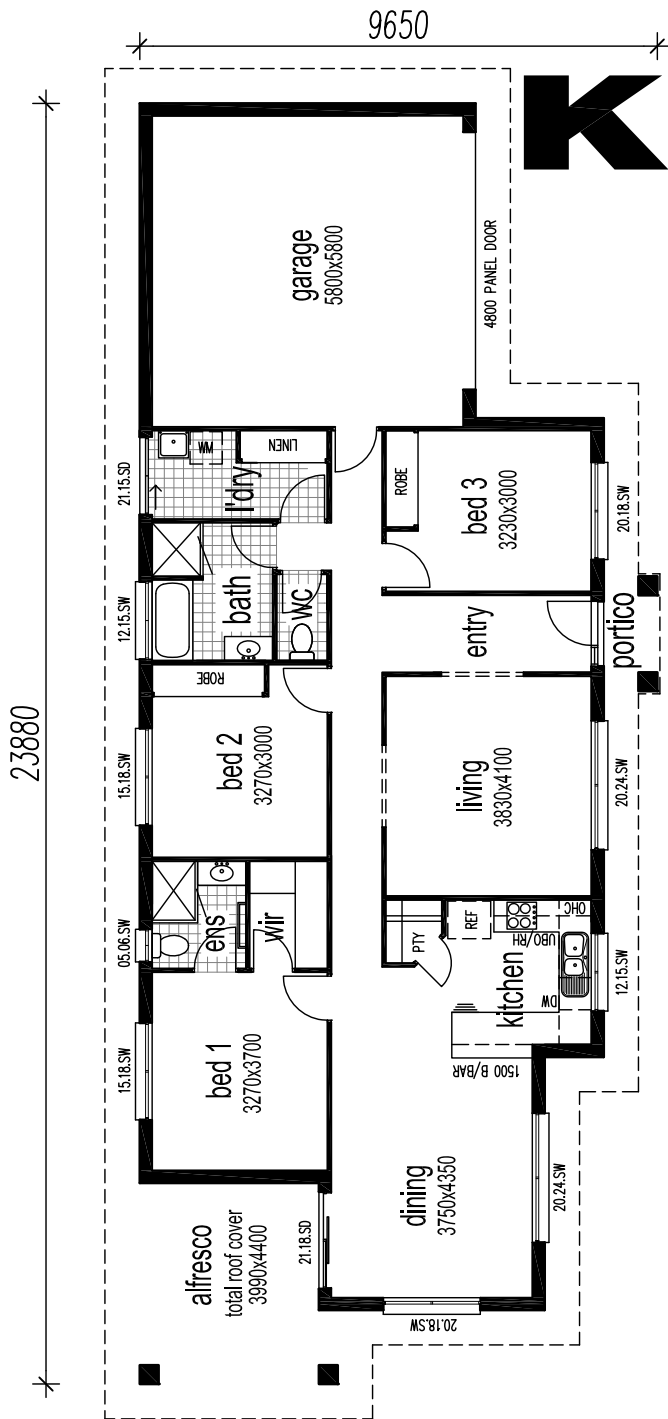 9650
K
23880
garage
5800x5800
4800 PANEL DOOR
21.15.SD
WM
LINEN
l'dry
ROBE
bed 3
3230x3000
20.18.SW
12.15.SW
bath
WC
entry
portico
ROBE
15.18.SW
bed 2
3270x3000
living
3830x4100
20.24.SW
05.06.SW
ens
wir
PTY
REF
UBO/RH
OHC
kitchen
DW
12.15.SW
15.18.SW
bed 1
3270x3700
1500 B/BAR
dining
3750x4350
20.24.SW
alfresco
total roof cover
3990x4400
21.18.SD
20.18.SW